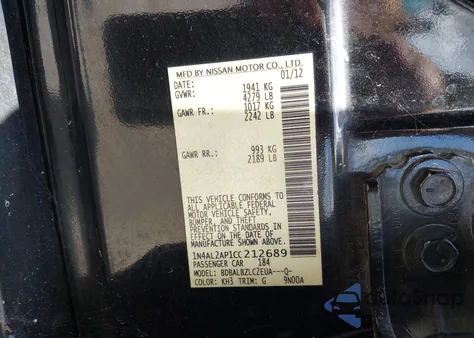 MFD BY NISSAN MOTOR CO., LTD.
DATE: 01/12
GVWR: 1941 KG
4279 LB
GAWR FR: 1017 KG
2242 LB
GAWR RR: 993 KG
2189 LB
THIS VEHICLE CONFORMS TO
ALL APPLICABLE FEDERAL
MOTOR VEHICLE SAFETY,
BUMPER, AND THEFT
PREVENTION STANDARDS
IN EFFECT ON THE DATE OF
MANUFACTURE SHOWN ABOVE.
1N4AL2AP1CC212689
PASSENGER CAR 184
MODEL: BDBALBZLCZEUA---Q-
COLOR: KH3 TRIM: G 9N00A
AutoSnap